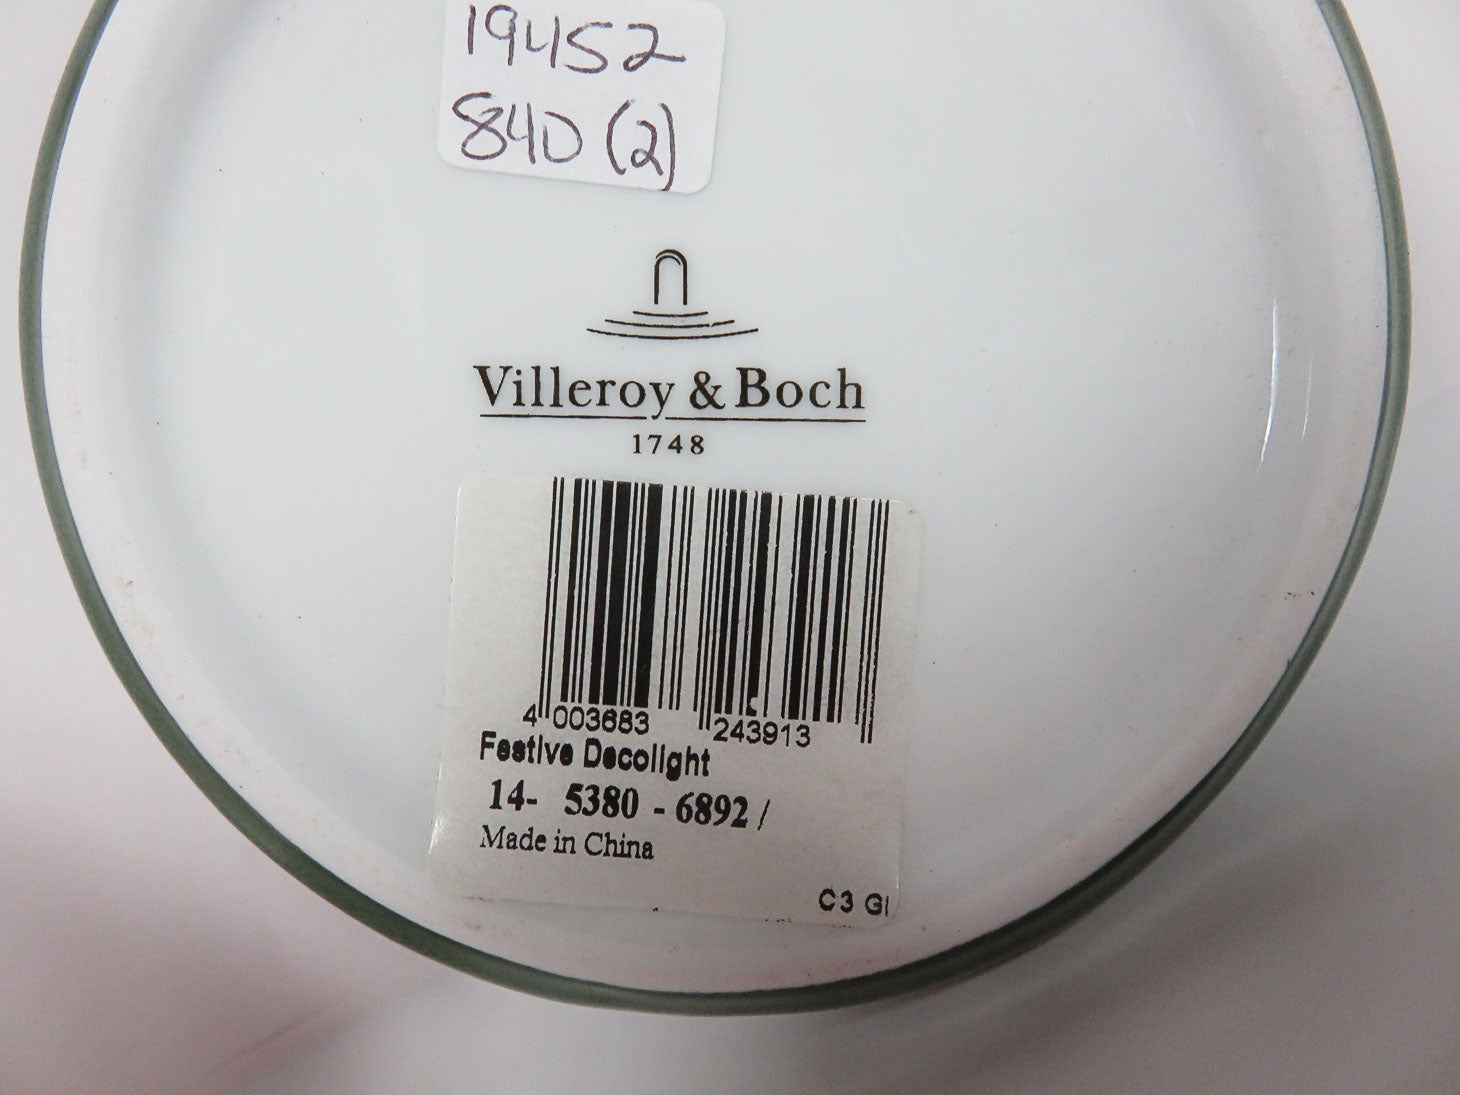 19452
840 (2)
Villeroy & Boch
1748
4 003683 243913
Festive Decolight
14- 5380 - 6892 /
Made in China
C3 GI